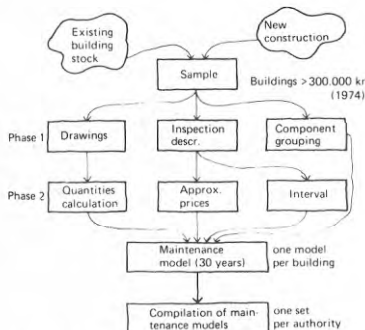 Existing
building
stock
New
construction
Sample
Buildings >300.000 kr
(1974)
Phase 1
Drawings
Inspection
descr.
Component
grouping
Phase 2
Quantities
calculation
Approx.
prices
Interval
Maintenance
model (30 years)
one model
per building
Compilation of main-
tenance models
one set
per authority